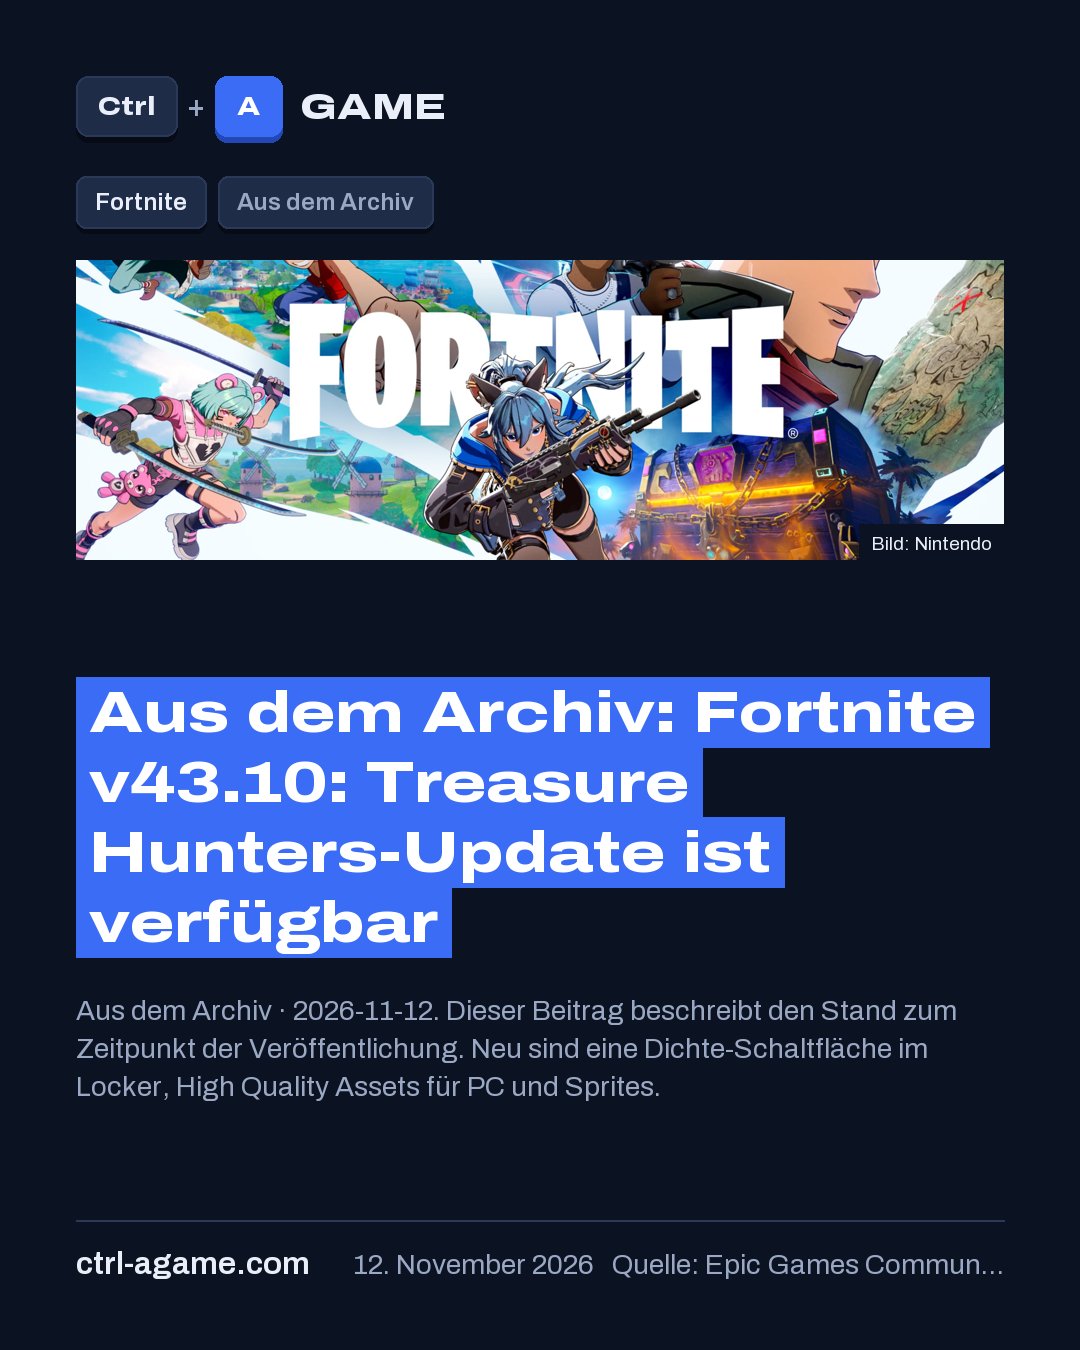 Ctrl + A GAME
Fortnite Aus dem Archiv
FORTNITE
®
Bild: Nintendo
Aus dem Archiv: Fortnite
v43.10: Treasure
Hunters-Update ist
verfügbar
Aus dem Archiv · 2026-11-12. Dieser Beitrag beschreibt den Stand zum
Zeitpunkt der Veröffentlichung. Neu sind eine Dichte-Schaltfläche im
Locker, High Quality Assets für PC und Sprites.
ctrl-agame.com 12. November 2026 Quelle: Epic Games Commun...